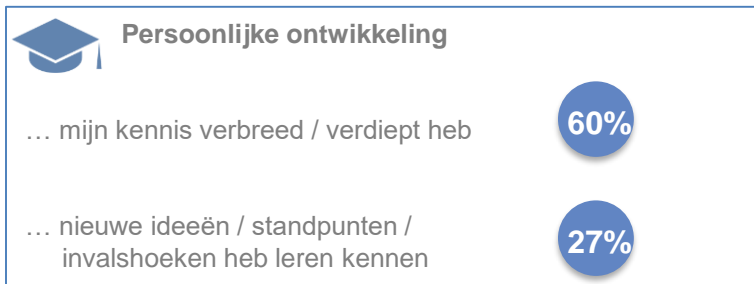 Persoonlijke ontwikkeling
… mijn kennis verbreed / verdiept heb
60%
… nieuwe ideeën / standpunten /
invalshoeken heb leren kennen
27%